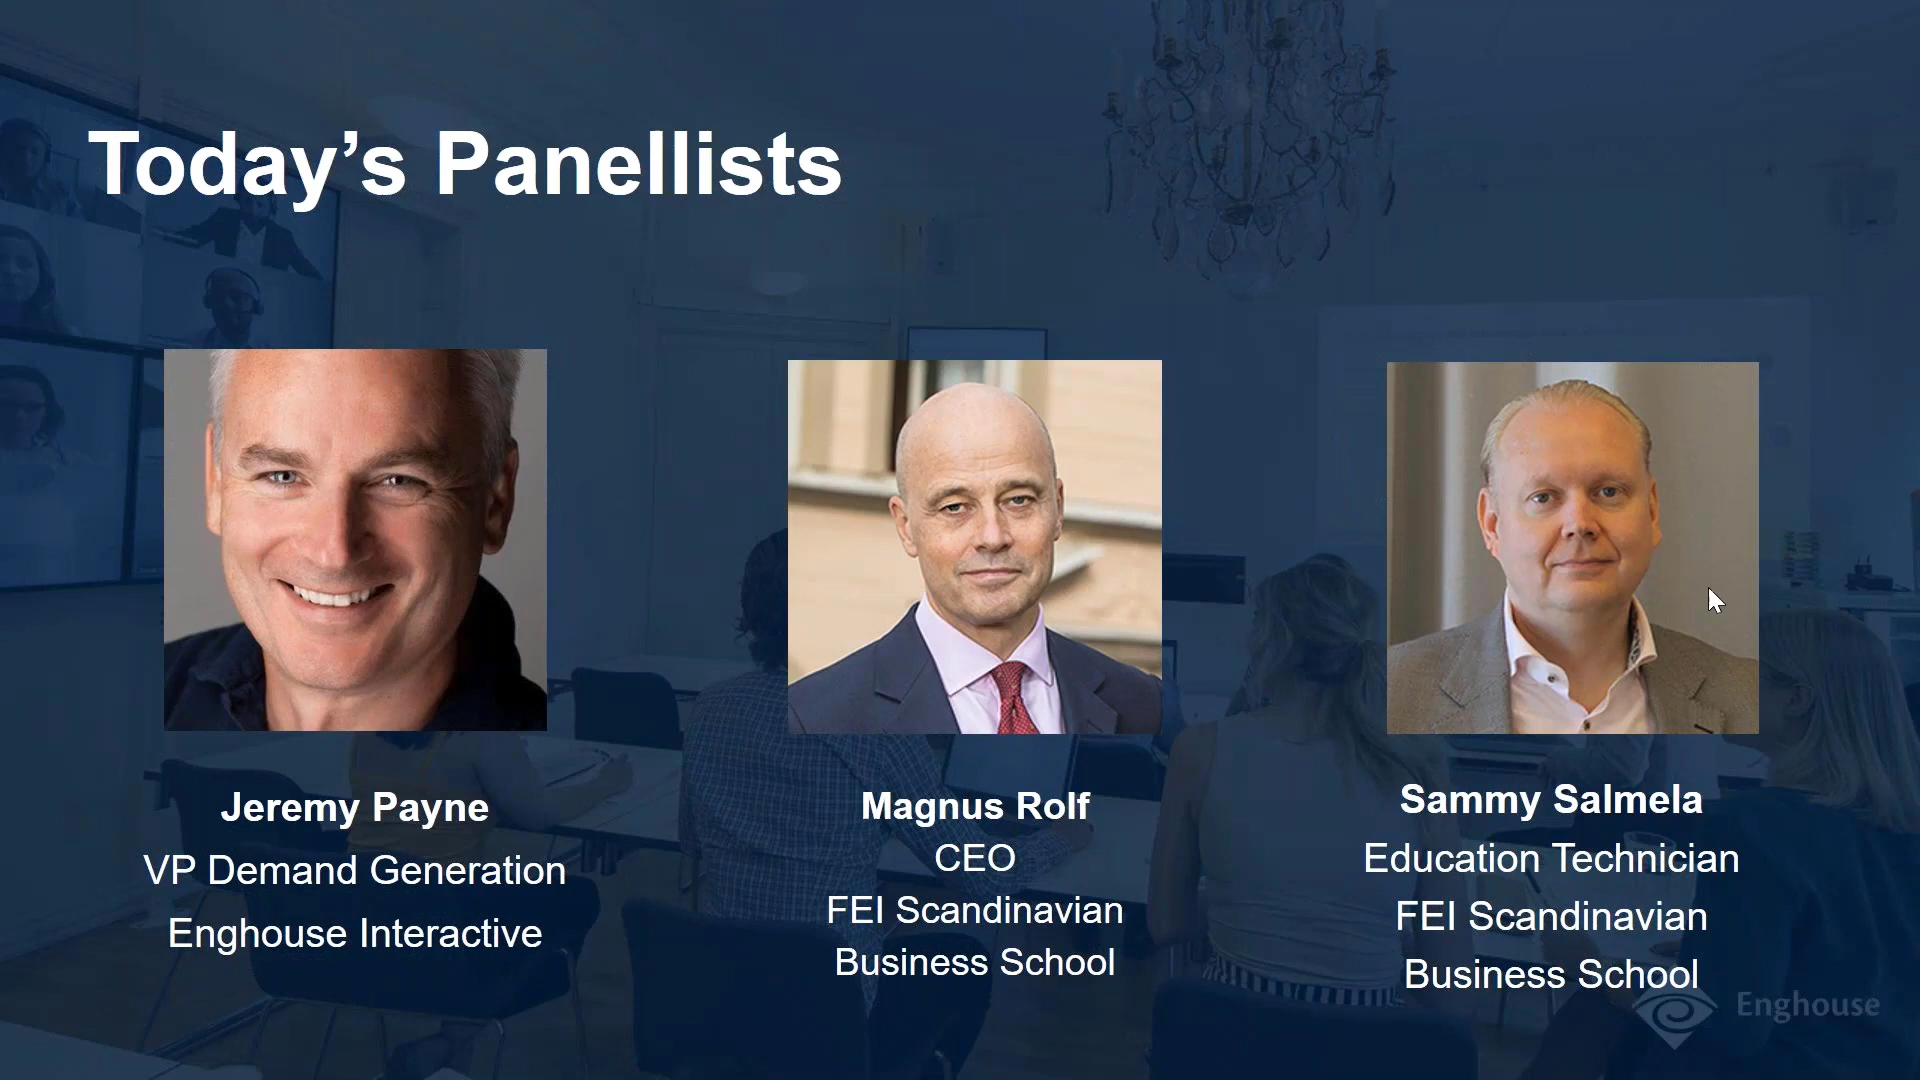 Today’s Panellists
Jeremy Payne
VP Demand Generation
Enghouse Interactive
Magnus Rolf
CEO
FEI Scandinavian
Business School
Sammy Salmela
Education Technician
FEI Scandinavian
Business School
Enghouse